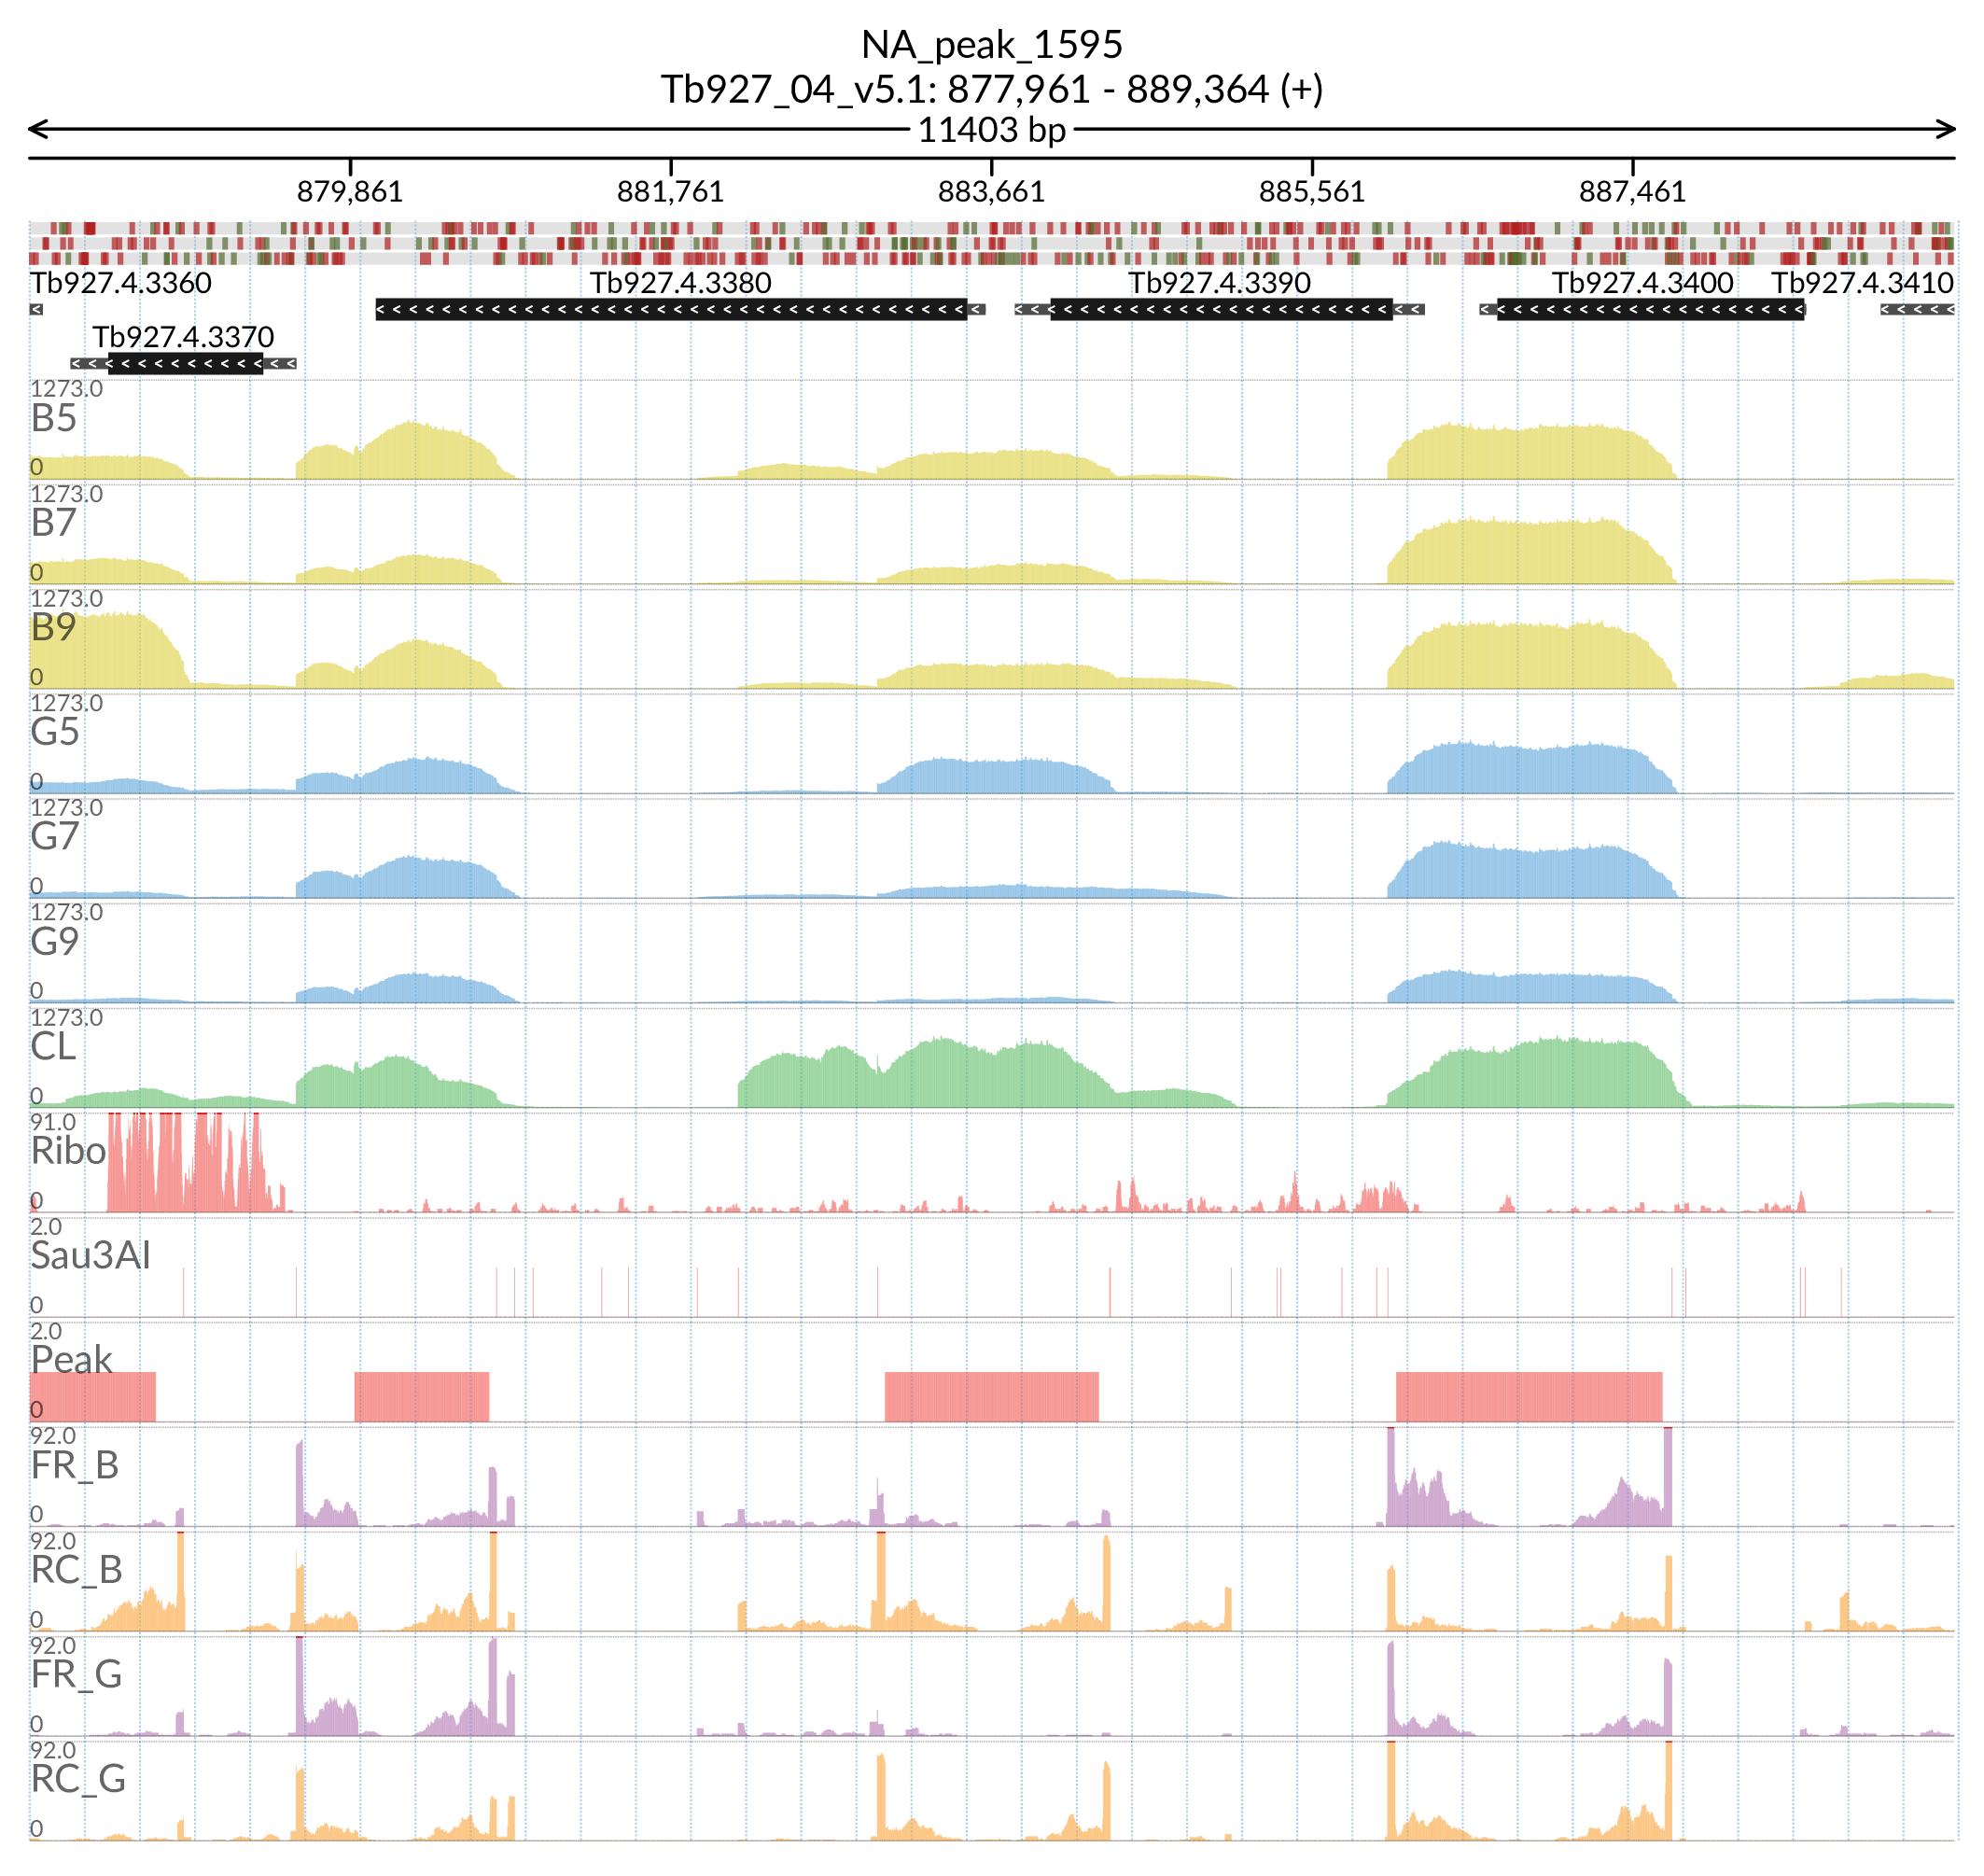 NA_peak_1595
Tb927_04_v5.1: 877,961 - 889,364 (+)
11403 bp
879,861 881,761 883,661 885,561 887,461
Tb927.4.3360 Tb927.4.3380 Tb927.4.3390 Tb927.4.3400 Tb927.4.3410
Tb927.4.3370
1273.0
B5
0
1273.0
B7
0
1273.0
B9
0
1273.0
G5
0
1273.0
G7
0
1273.0
G9
0
1273.0
CL
0
91.0
Ribo
0
2.0
Sau3AI
0
2.0
Peak
0
92.0
FR_B
0
92.0
RC_B
0
92.0
FR_G
0
92.0
RC_G
0